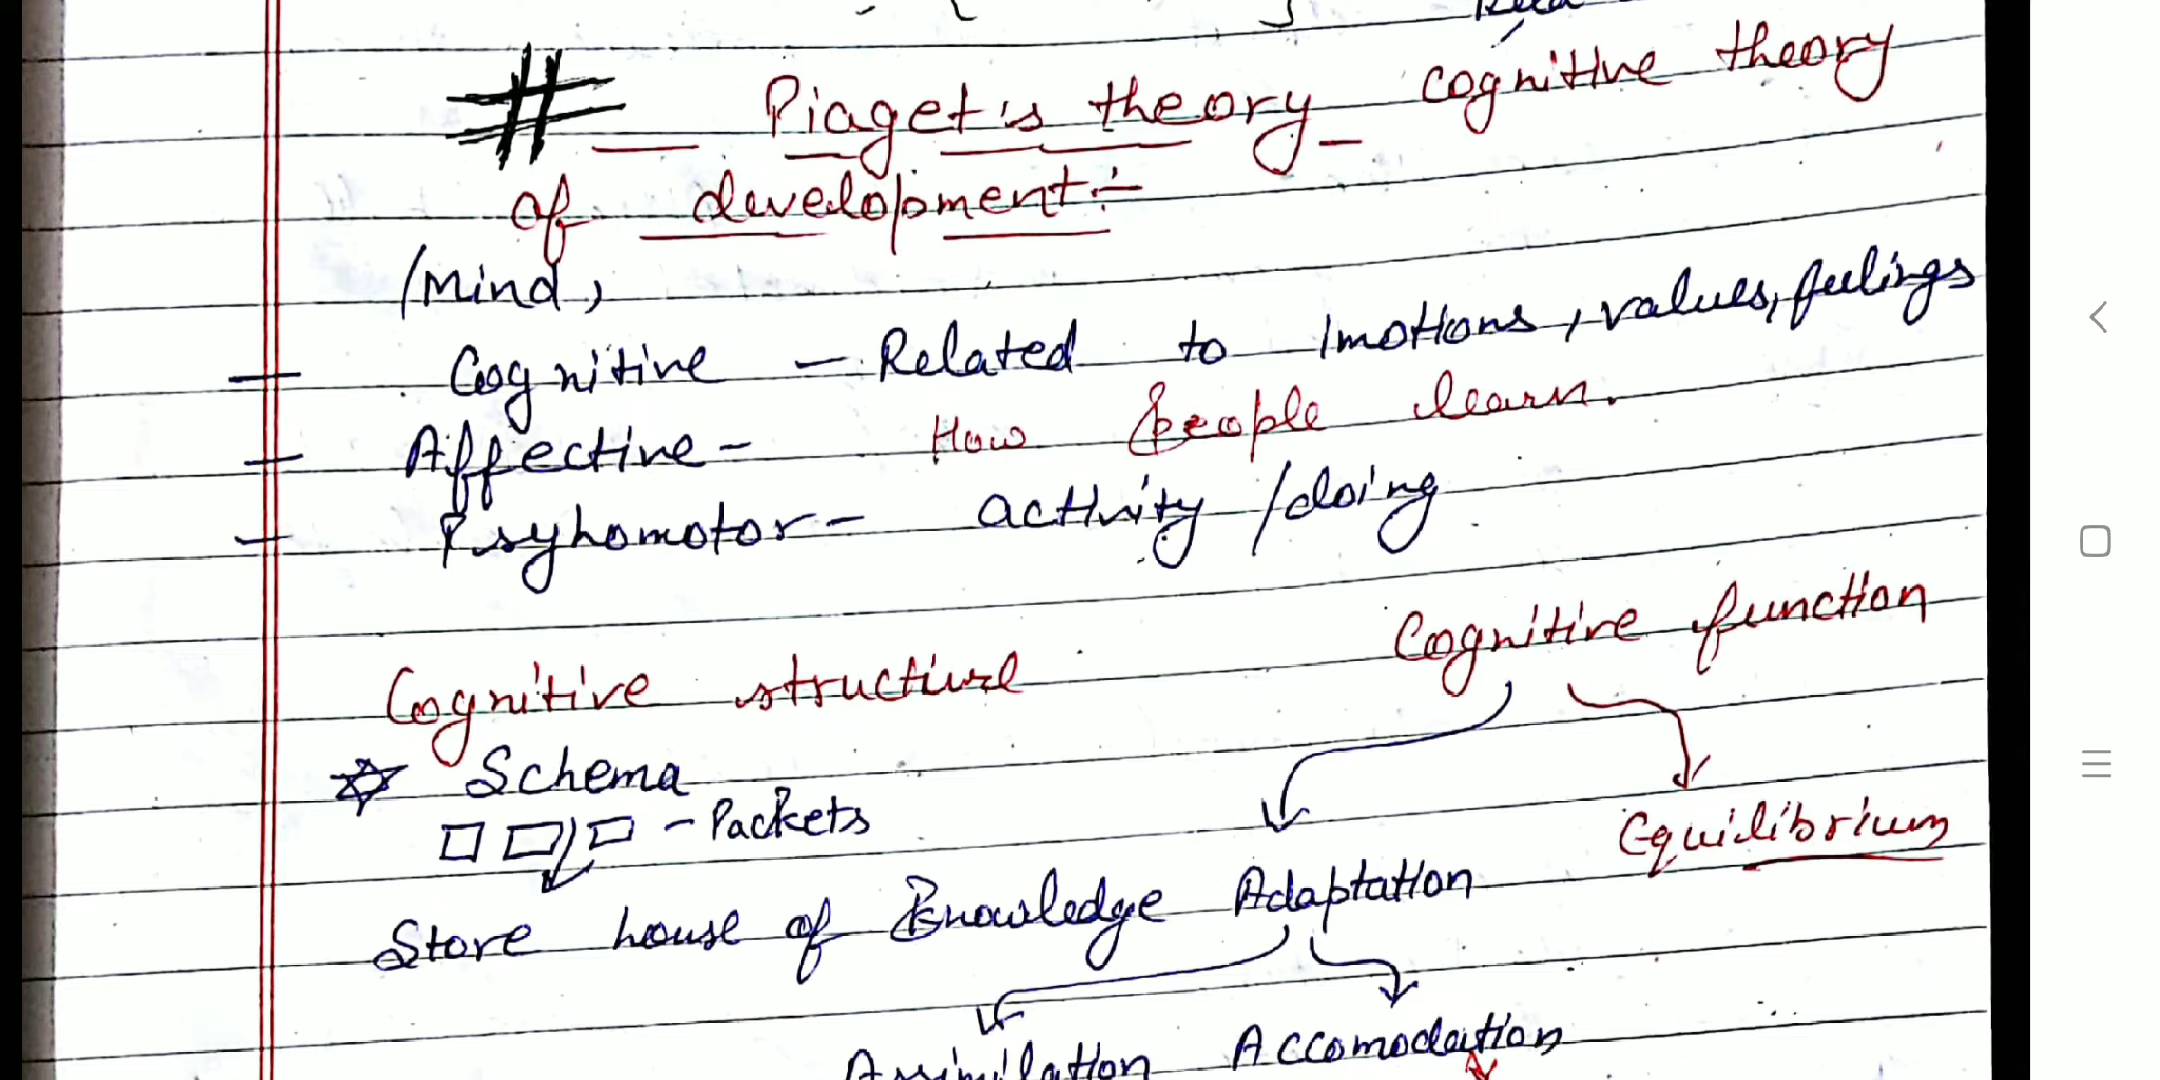 # — Piaget's theory - cognitive theory
of development:-
/Mind,
— Cognitive - Related to Imotions, values, feelings
— Affective - How people learn.
— Psyhomotor - activity /doing
Cognitive structure Cognitive function
☆ Schema
- Packets Equilibrium
Store house of Knowledge Adaptation
Assimilation Accomodation